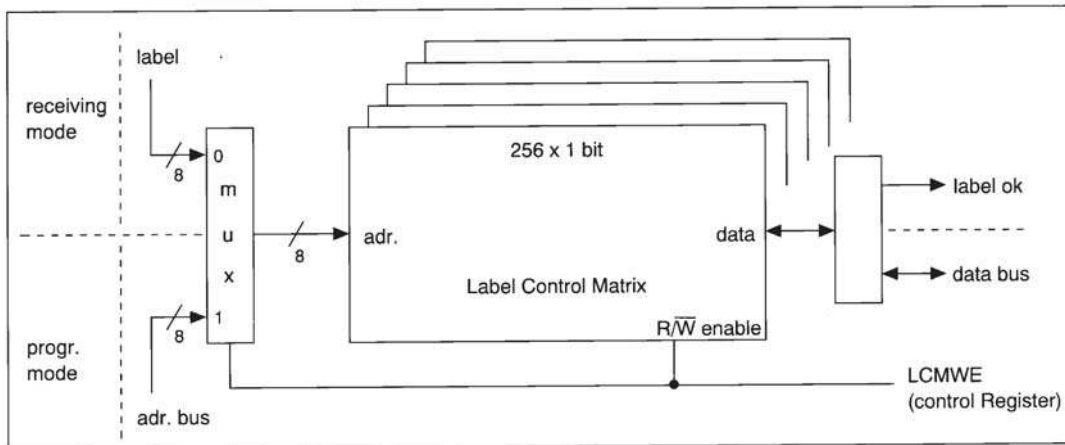 label
receiving
mode
8
0
m
u
x
1
8
8
progr.
mode
adr. bus
256 x 1 bit
adr.
data
Label Control Matrix
R/W̅ enable
label ok
data bus
LCMWE
(control Register)